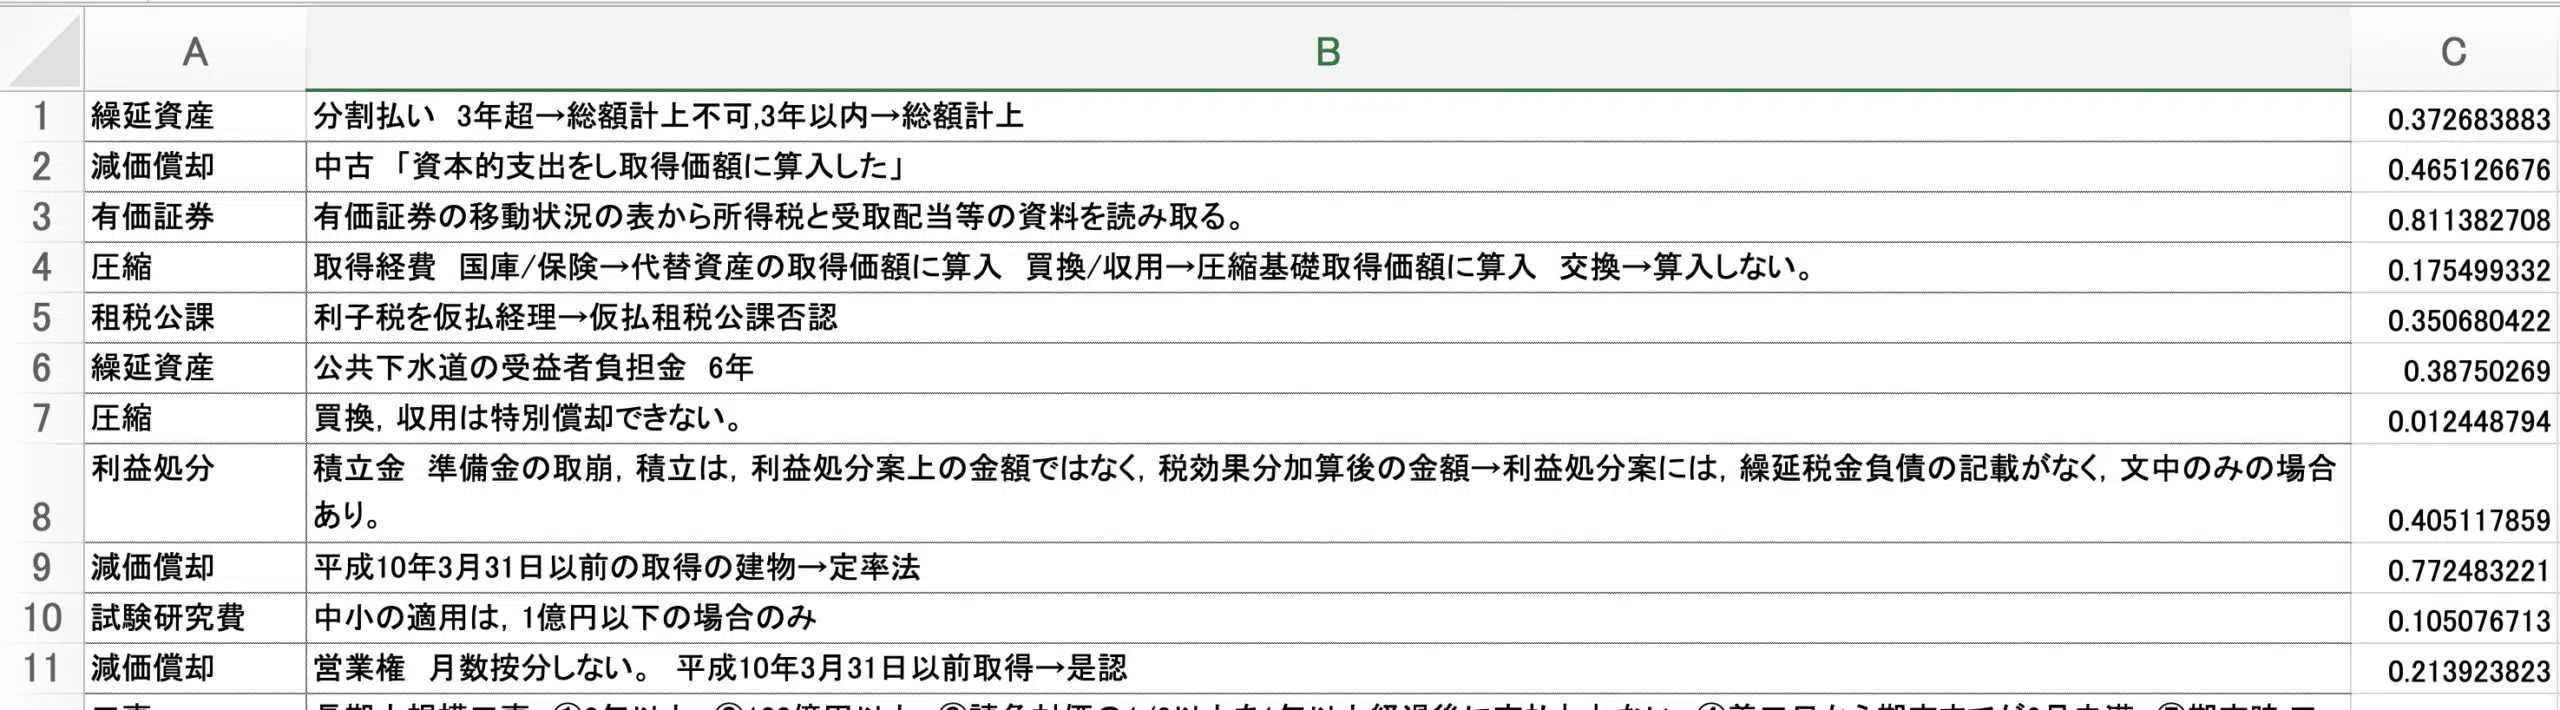 A B C
1 繰延資産 分割払い　3年超→総額計上不可,3年以内→総額計上 0.372683883
2 減価償却 中古　「資本的支出をし取得価額に算入した」 0.465126676
3 有価証券 有価証券の移動状況の表から所得税と受取配当等の資料を読み取る。 0.811382708
4 圧縮 取得経費　国庫/保険→代替資産の取得価額に算入　買換/収用→圧縮基礎取得価額に算入　交換→算入しない。 0.175499332
5 租税公課 利子税を仮払経理→仮払租税公課否認 0.350680422
6 繰延資産 公共下水道の受益者負担金　6年 0.38750269
7 圧縮 買換, 収用は特別償却できない。 0.012448794
利益処分 積立金　準備金の取崩, 積立は, 利益処分案上の金額ではなく, 税効果分加算後の金額→利益処分案には, 繰延税金負債の記載がなく, 文中のみの場合
8 あり。 0.405117859
9 減価償却 平成10年3月31日以前の取得の建物→定率法 0.772483221
10 試験研究費 中小の適用は, 1億円以下の場合のみ 0.105076713
11 減価償却 営業権　月数按分しない。　平成10年3月31日以前取得→是認 0.213923823